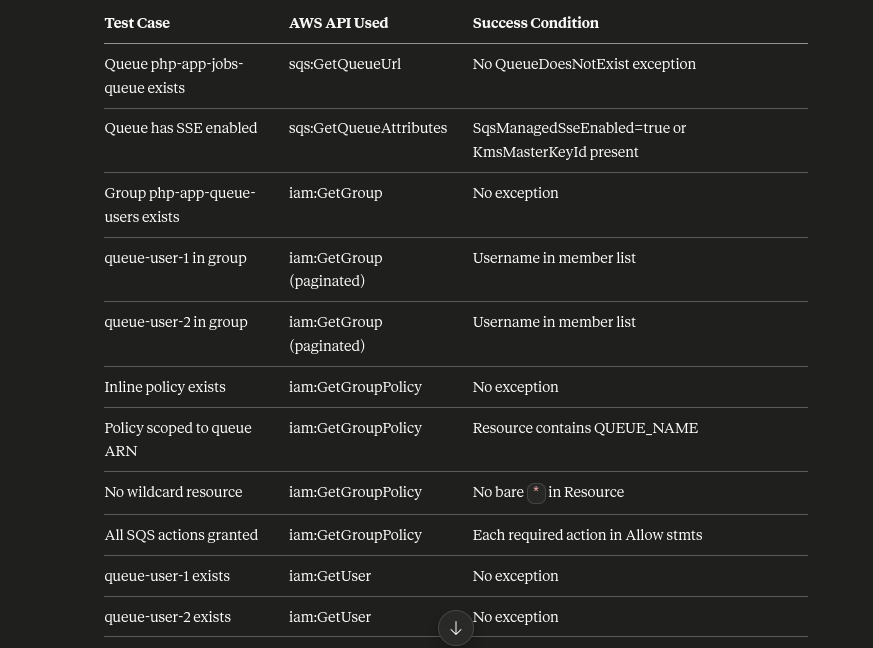 Test Case AWS API Used Success Condition
Queue php-app-jobs- sqs:GetQueueUrl No QueueDoesNotExist exception
queue exists
Queue has SSE enabled sqs:GetQueueAttributes SqsManagedSseEnabled=true or
KmsMasterKeyId present
Group php-app-queue- iam:GetGroup No exception
users exists
queue-user-1 in group iam:GetGroup Username in member list
(paginated)
queue-user-2 in group iam:GetGroup Username in member list
(paginated)
Inline policy exists iam:GetGroupPolicy No exception
Policy scoped to queue iam:GetGroupPolicy Resource contains QUEUE_NAME
ARN
No wildcard resource iam:GetGroupPolicy No bare * in Resource
All SQS actions granted iam:GetGroupPolicy Each required action in Allow stmts
queue-user-1 exists iam:GetUser No exception
queue-user-2 exists iam:GetUser No exception